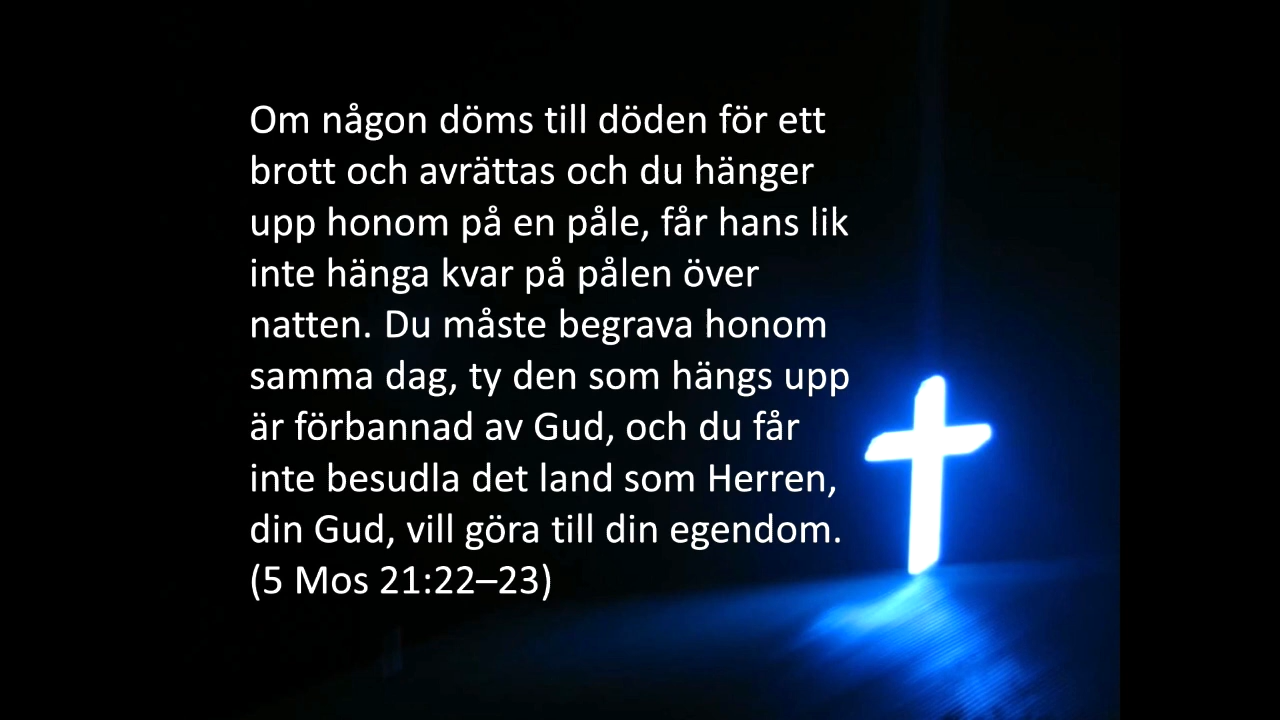 Om någon döms till döden för ett
brott och avrättas och du hänger
upp honom på en påle, får hans lik
inte hänga kvar på pålen över
natten. Du måste begrava honom
samma dag, ty den som hängs upp
är förbannad av Gud, och du får
inte besudla det land som Herren,
din Gud, vill göra till din egendom.
(5 Mos 21:22–23)